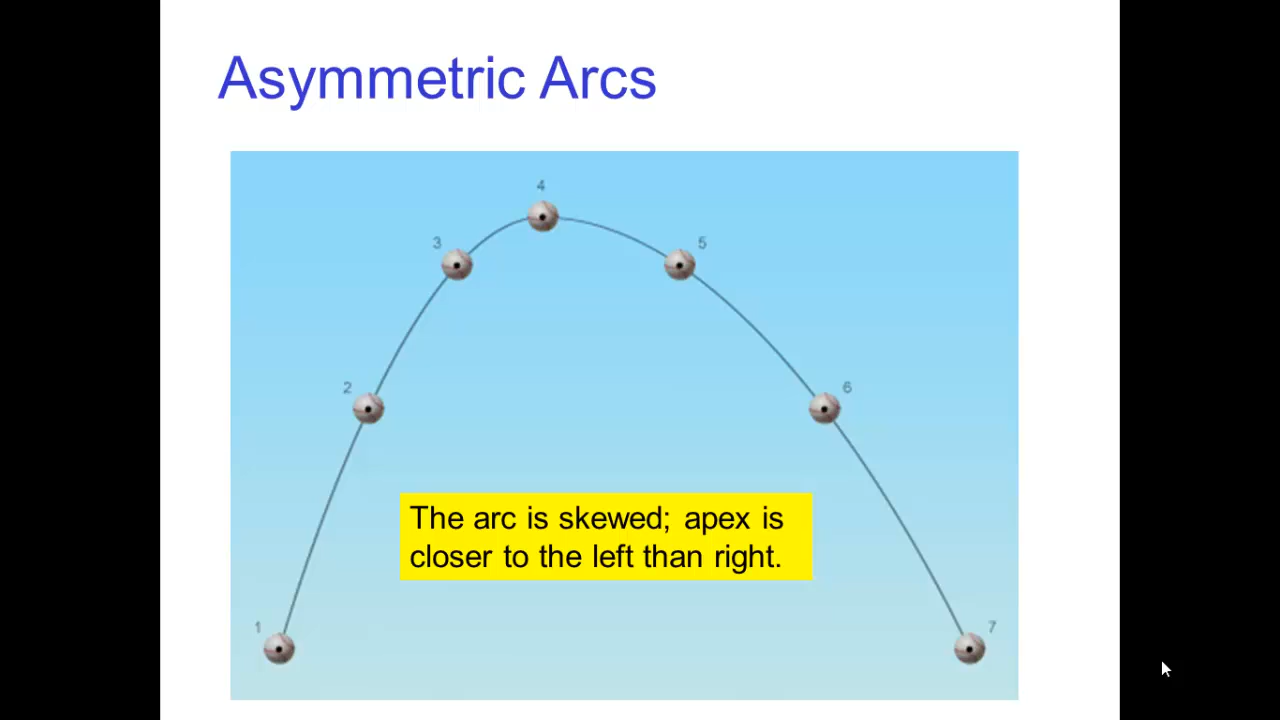 Asymmetric Arcs
4
3
5
2
6
The arc is skewed; apex is
closer to the left than right.
1
7